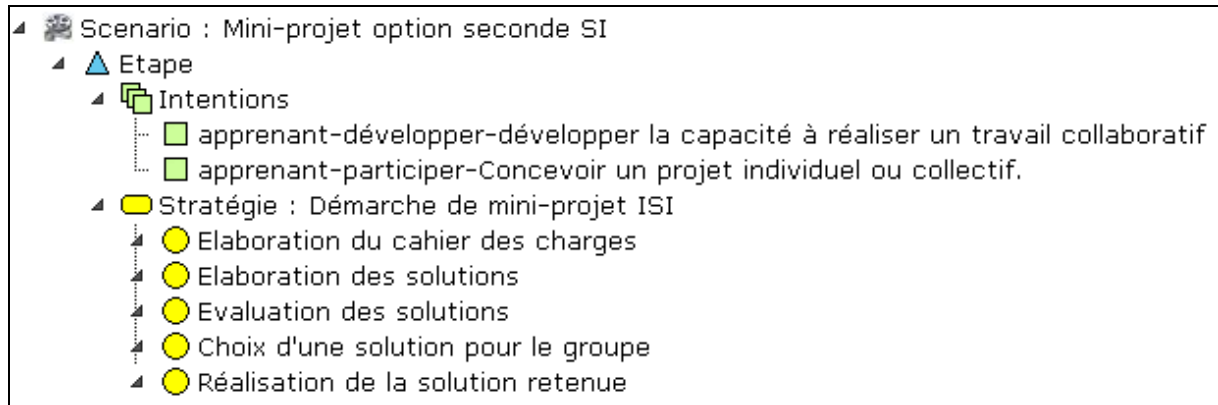 Scenario : Mini-projet option seconde SI
Etape
Intentions
apprenant-développer-développer la capacité à réaliser un travail collaboratif
apprenant-participer-Concevoir un projet individuel ou collectif.
Stratégie : Démarche de mini-projet ISI
Elaboration du cahier des charges
Elaboration des solutions
Evaluation des solutions
Choix d'une solution pour le groupe
Réalisation de la solution retenue